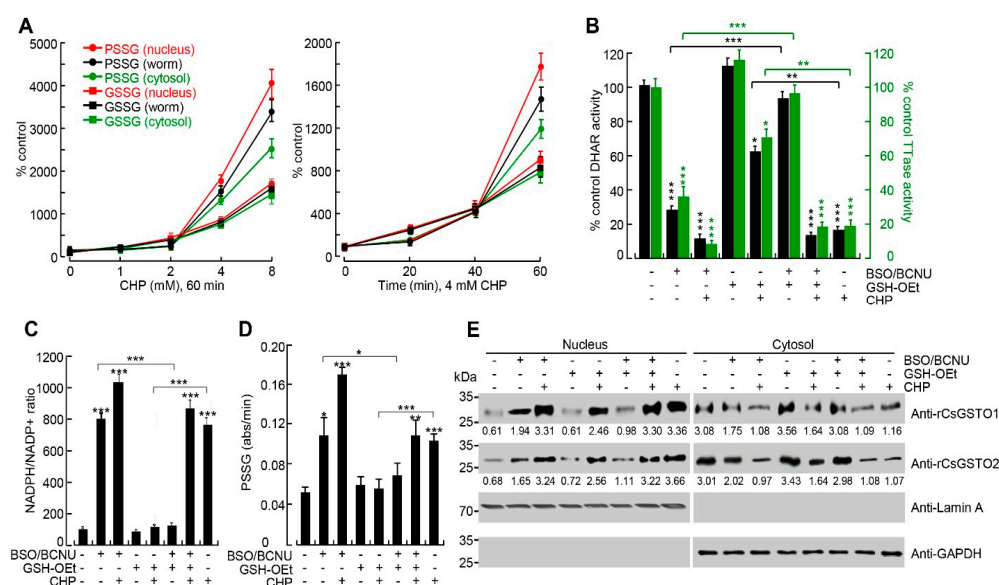 A
5000
4000
3000
2000
1000
0
% control
PSSG (nucleus)
PSSG (worm)
PSSG (cytosol)
GSSG (nucleus)
GSSG (worm)
GSSG (cytosol)
0 1 2 4 8
CHP (mM), 60 min
2000
1600
1200
800
400
0
% control
0 20 40 60
Time (min), 4 mM CHP
B
120
100
80
60
40
20
0
% control DHAR activity
120
100
80
60
40
20
0
% control TTase activity
*** 
***
**
**
*** *** *** *** * * *** *** *** ***
- + + - - + + - BSO/BCNU
- - - + + + + - GSH-OEt
- - + - + - + + CHP
C
1200
1000
800
600
400
200
0
NADPH/NADP+ ratio
***
***
*** *** *** ***
BSO/BCNU - + + - - + + -
GSH-OEt - - - + + + + -
CHP - - + - + - + +
D
0.20
0.16
0.12
0.08
0.04
0
PSSG (abs/min)
*
***
* *** ** ***
BSO/BCNU - + + - - + + -
GSH-OEt - - - + + + + -
CHP - - + - + - + +
E
Nucleus Cytosol
- + + - - + + - - + + - - + + - BSO/BCNU
- - - + + + + - - - - + + + + - GSH-OEt
- - + - + - + + - - + - + - + + CHP
kDa
35
25
Anti-rCsGSTO1
0.61 1.94 3.31 0.61 2.46 0.98 3.30 3.36 3.08 1.75 1.08 3.56 1.64 3.08 1.09 1.16
35
25
Anti-rCsGSTO2
0.68 1.65 3.24 0.72 2.56 1.11 3.22 3.66 3.01 2.02 0.97 3.43 1.64 2.98 1.08 1.07
70
Anti-Lamin A
35
25
Anti-GAPDH